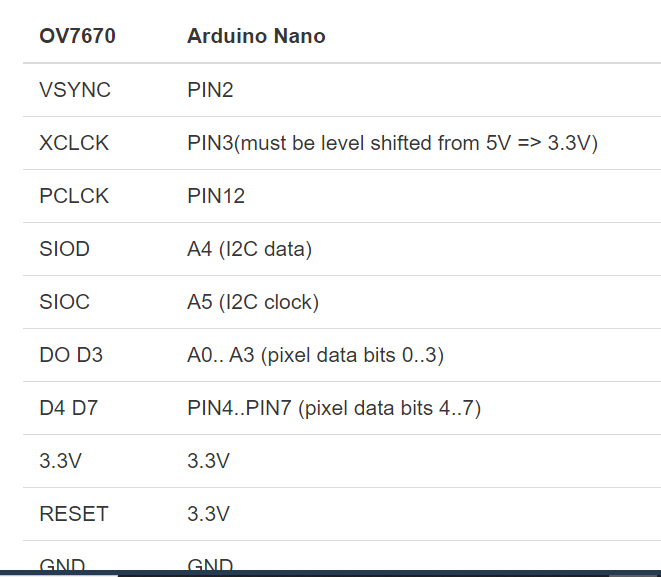 OV7670 Arduino Nano
VSYNC PIN2
XCLCK PIN3(must be level shifted from 5V => 3.3V)
PCLCK PIN12
SIOD A4 (I2C data)
SIOC A5 (I2C clock)
DO D3 A0.. A3 (pixel data bits 0..3)
D4 D7 PIN4..PIN7 (pixel data bits 4..7)
3.3V 3.3V
RESET 3.3V
GND GND